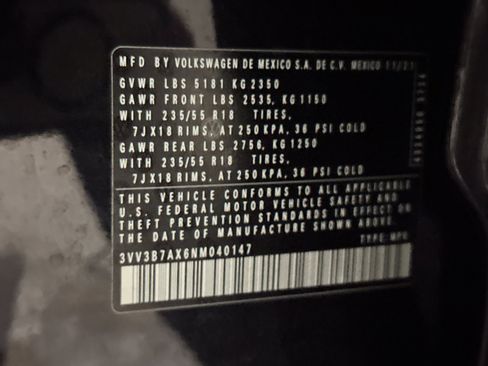 MFD BY VOLKSWAGEN DE MEXICO S.A. DE C.V. MEXICO 11/21
GVWR LBS 5181 KG 2350
GAWR FRONT LBS 2535, KG 1150
WITH 235/55 R18 TIRES,
7JX18 RIMS, AT 250 KPA, 36 PSI COLD
GAWR REAR LBS 2756, KG 1250
WITH 235/55 R18 TIRES,
7JX18 RIMS, AT 250 KPA, 36 PSI COLD
THIS VEHICLE CONFORMS TO ALL APPLICABLE
U.S. FEDERAL MOTOR VEHICLE SAFETY AND
THEFT PREVENTION STANDARDS IN EFFECT ON
THE DATE OF MANUFACTURE SHOWN ABOVE
3VV3B7AX6NM040147 TYPE: MPV